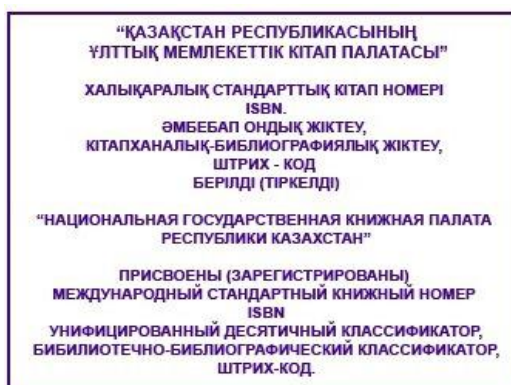 “ҚАЗАҚСТАН РЕСПУБЛИКАСЫНЫҢ
ҰЛТТЫҚ МЕМЛЕКЕТТІК КІТАП ПАЛАТАСЫ”
ХАЛЫҚАРАЛЫҚ СТАНДАРТТЫҚ КІТАП НОМЕРІ
ISBN.
ӘМБЕБАП ОНДЫҚ ЖІКТЕУ,
КІТАПХАНАЛЫҚ-БИБЛИОГРАФИЯЛЫҚ ЖІКТЕУ,
ШТРИХ - КОД
БЕРІЛДІ (ТІРКЕЛДІ)
“НАЦИОНАЛЬНАЯ ГОСУДАРСТВЕННАЯ КНИЖНАЯ ПАЛАТА
РЕСПУБЛИКИ КАЗАХСТАН”
ПРИСВОЕНЫ (ЗАРЕГИСТРИРОВАНЫ)
МЕЖДУНАРОДНЫЙ СТАНДАРТНЫЙ КНИЖНЫЙ НОМЕР
ISBN
УНИФИЦИРОВАННЫЙ ДЕСЯТИЧНЫЙ КЛАССИФИКАТОР,
БИБИЛИОТЕЧНО-БИБЛИОГРАФИЧЕСКИЙ КЛАССИФИКАТОР,
ШТРИХ-КОД.